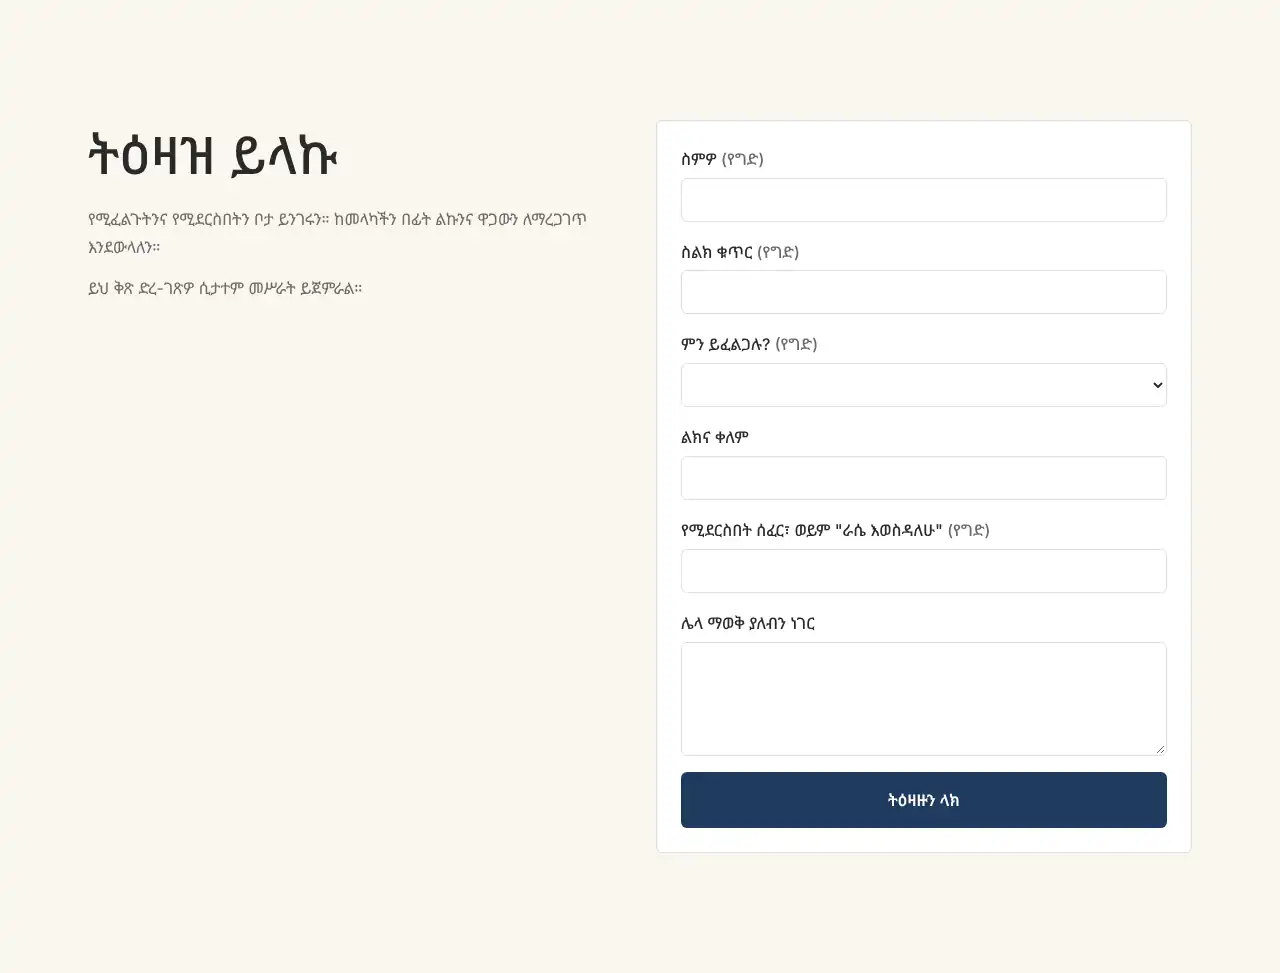 ትዕዛዝ ይላኩ
የሚፈልጉትንና የሚደርስበትን ቦታ ይንገሩን። ከመላካችን በፊት ልኩንና ዋጋውን ለማረጋገጥ
እንደውላለን።
ይህ ቅጽ ድረ-ገጽዎ ሲታተም መሥራት ይጀምራል።
ስምዎ (የግድ)
ስልክ ቁጥር (የግድ)
ምን ይፈልጋሉ? (የግድ)
ልክና ቀለም
የሚደርስበት ሰፈር፣ ወይም "ራሴ እወስዳለሁ" (የግድ)
ሌላ ማወቅ ያለብን ነገር
ትዕዛዙን ላክ